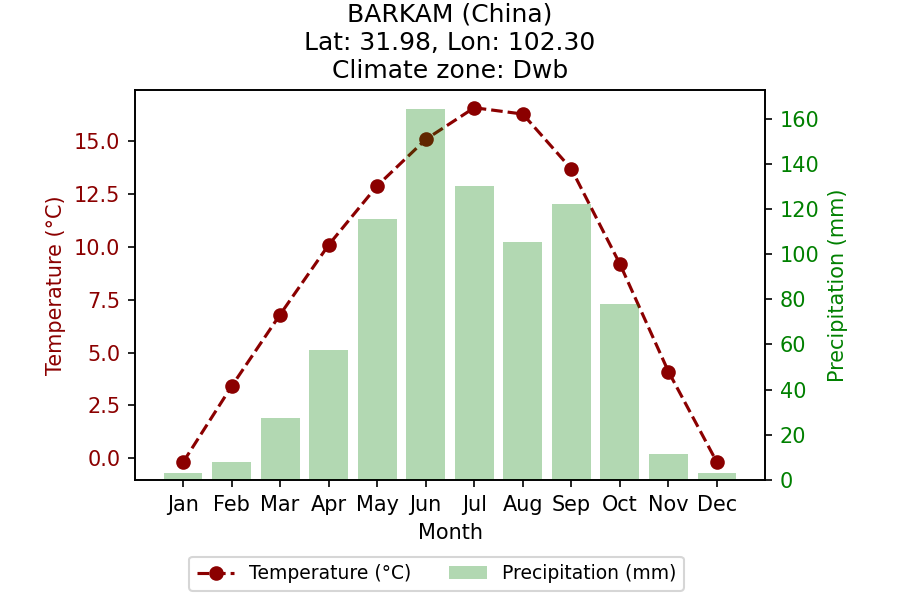 BARKAM (China)
Lat: 31.98, Lon: 102.30
Climate zone: Dwb
15.0
12.5
10.0
7.5
5.0
2.5
0.0
Temperature (°C)
160
140
120
100
80
60
40
20
0
Precipitation (mm)
Jan Feb Mar Apr May Jun Jul Aug Sep Oct Nov Dec
Month
Temperature (°C) Precipitation (mm)